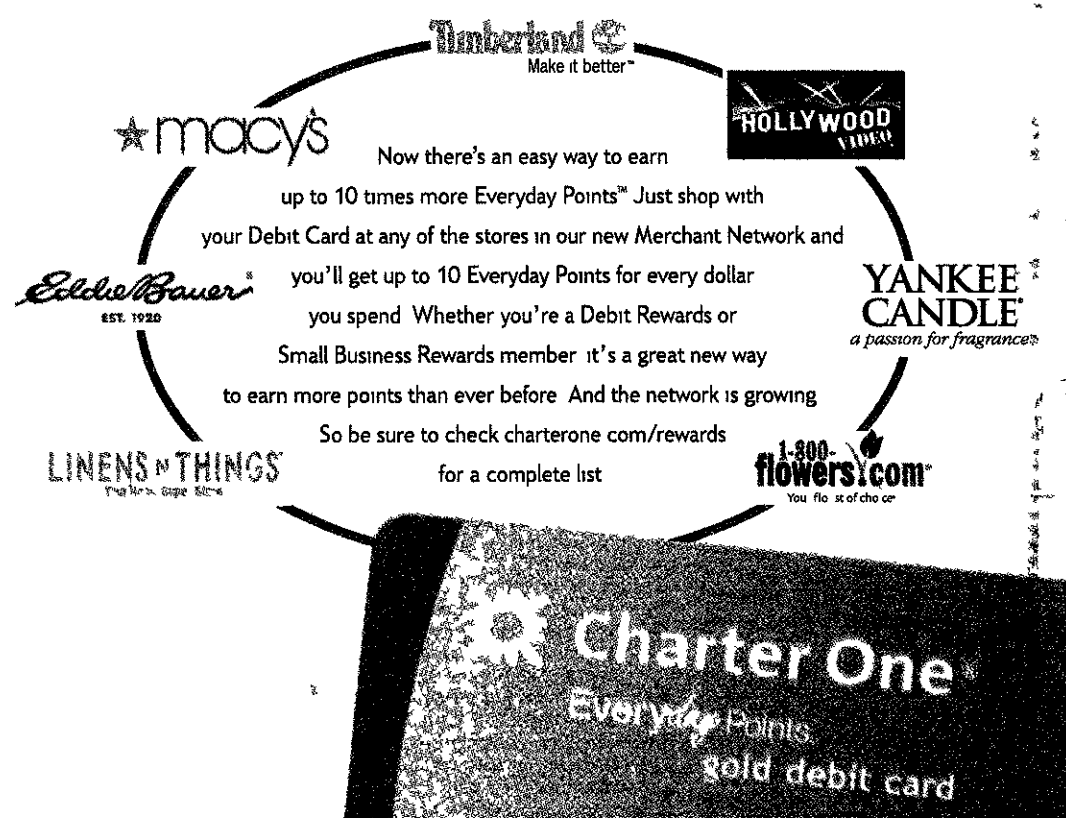 Timberland
Make it better™
macy's
HOLLYWOOD
VIDEO
Now there's an easy way to earn
up to 10 times more Everyday Points™ Just shop with
your Debit Card at any of the stores in our new Merchant Network and
you'll get up to 10 Everyday Points for every dollar
you spend Whether you're a Debit Rewards or
Small Business Rewards member it's a great new way
to earn more points than ever before And the network is growing
So be sure to check charterone com/rewards
for a complete list
Eddie Bauer
EST. 1920
YANKEE
CANDLE®
a passion for fragrance
LINENS N THINGS
1-800-
flowers.com
Charter One
Everyday Points
gold debit card